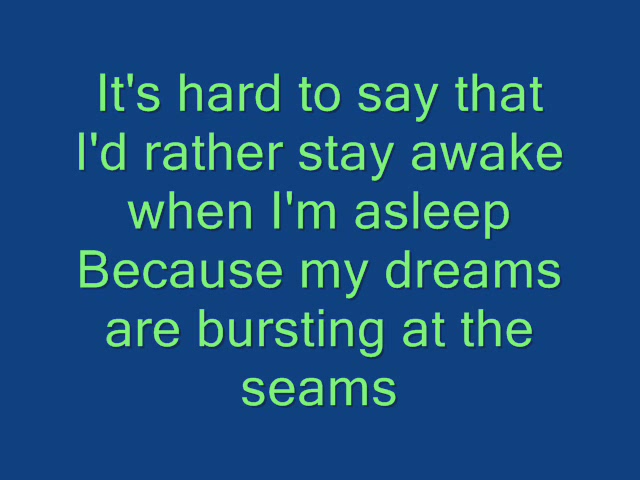 It's hard to say that
I'd rather stay awake
when I'm asleep
Because my dreams
are bursting at the
seams